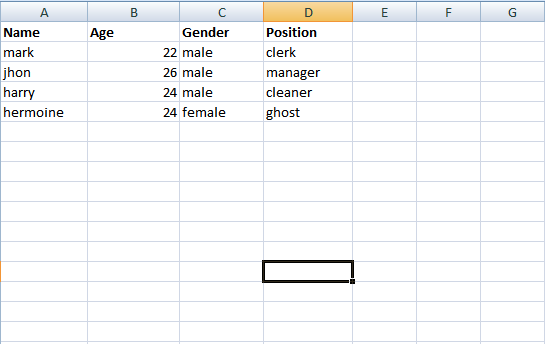 A B C D E F G
Name Age Gender Position
mark 22 male clerk
jhon 26 male manager
harry 24 male cleaner
hermoine 24 female ghost